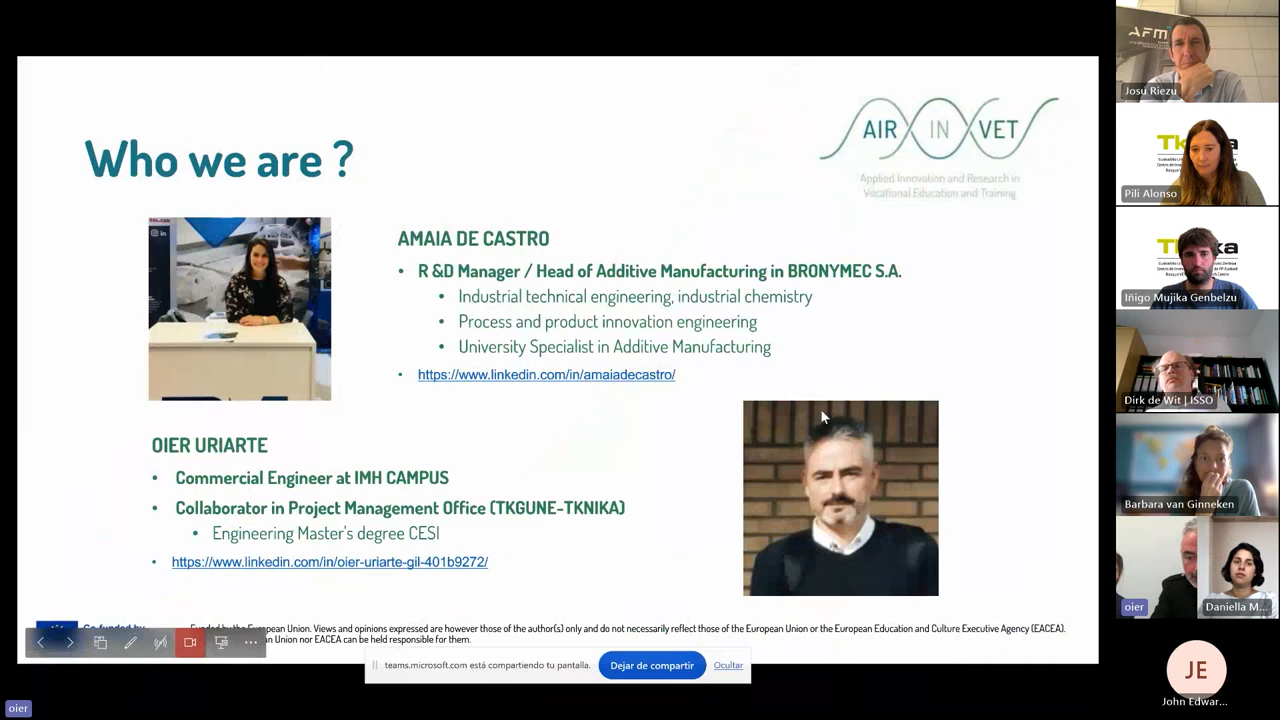 Who we are ?
AIR IN VET
Applied Innovation and Research in
Vocational Education and Training
AMAIA DE CASTRO
• R &D Manager / Head of Additive Manufacturing in BRONYMEC S.A.
• Industrial technical engineering, industrial chemistry
• Process and product innovation engineering
• University Specialist in Additive Manufacturing
• https://www.linkedin.com/in/amaiadecastro/
OIER URIARTE
• Commercial Engineer at IMH CAMPUS
• Collaborator in Project Management Office (TKGUNE-TKNIKA)
• Engineering Master's degree CESI
• https://www.linkedin.com/in/oier-uriarte-gil-401b9272/
Funded by the European Union. Views and opinions expressed are however those of the author(s) only and do not necessarily reflect those of the European Union or the European Education and Culture Executive Agency (EACEA).
Union nor EACEA can be held responsible for them.
teams.microsoft.com está compartiendo tu pantalla.
Dejar de compartir
Ocultar
oier
AFM
Josu Riezu
Pili Alonso
Iñigo Mujika Genbelzu
Dirk de Wit | ISSO
Barbara van Ginneken
oier
Daniella M...
JE
John Edwar...